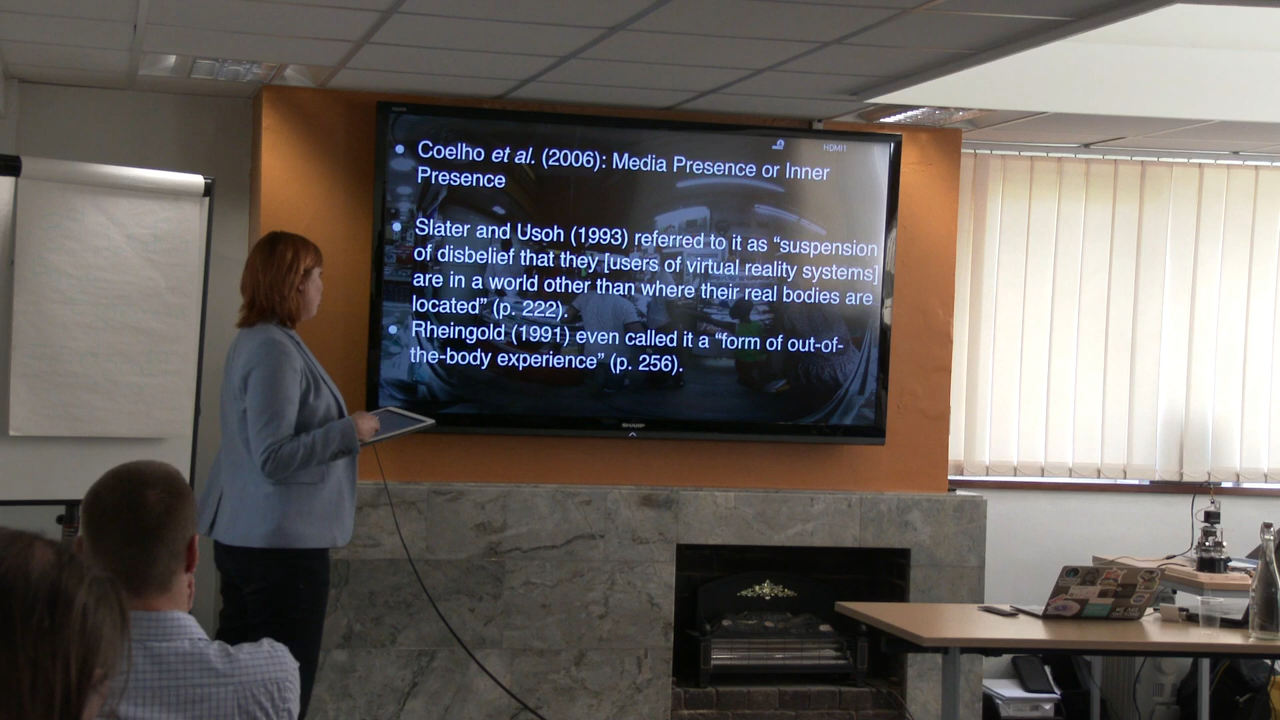 HDMI1
• Coelho et al. (2006): Media Presence or Inner
Presence
• Slater and Usoh (1993) referred to it as “suspension
of disbelief that they [users of virtual reality systems]
are in a world other than where their real bodies are
located” (p. 222).
• Rheingold (1991) even called it a “form of out-of-
the-body experience” (p. 256).
SHARP